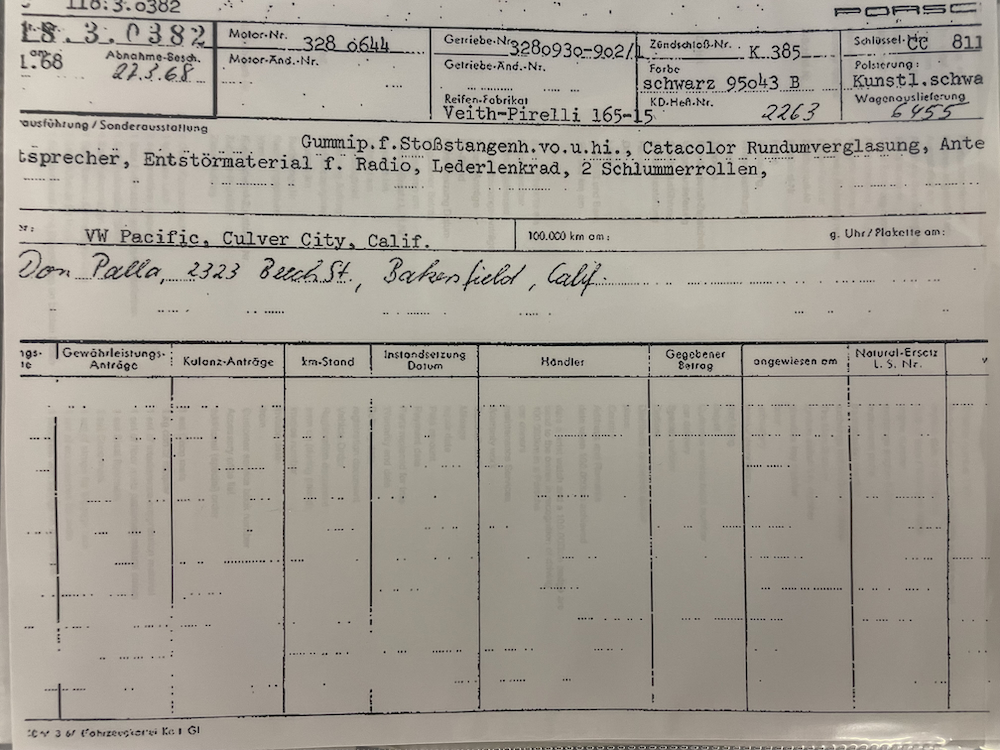 118.3.0382
PORSC
18.3.0382 Motor-Nr. 328 0644 Getriebe-Nr. 3280930-902/1 Zündschloß-Nr. K 385 Schlüssel-Nr. CC 811
1.68 Abnahme-Besch. 27.3.68 Motor-Änd.-Nr. Getriebe-Änd.-Nr. Farbe schwarz 95043 B Polsterung: Kunstl.schwa
Reifen-Fabrikat Veith-Pirelli 165-15 KD-Heft-Nr. 2263 Wagenauslieferung 6455
ausführung / Sonderausstattung
Gummip.f.Stoßstangenh.vo.u.hi., Catacolor Rundumverglasung, Ante
tsprecher, Entstörmaterial f. Radio, Lederlenkrad, 2 Schlummerrollen,
VW Pacific, Culver City, Calif. 100.000 km am: g. Uhr/Plakette am:
Don Palla, 2323 Beech St., Bakersfield, Calif.
ngs- Gewährleistungs-Anträge Kulanz-Anträge km-Stand Instandsetzung Datum Händler Gegebener Betrag angewiesen am Natural-Ersatz L. S. Nr.